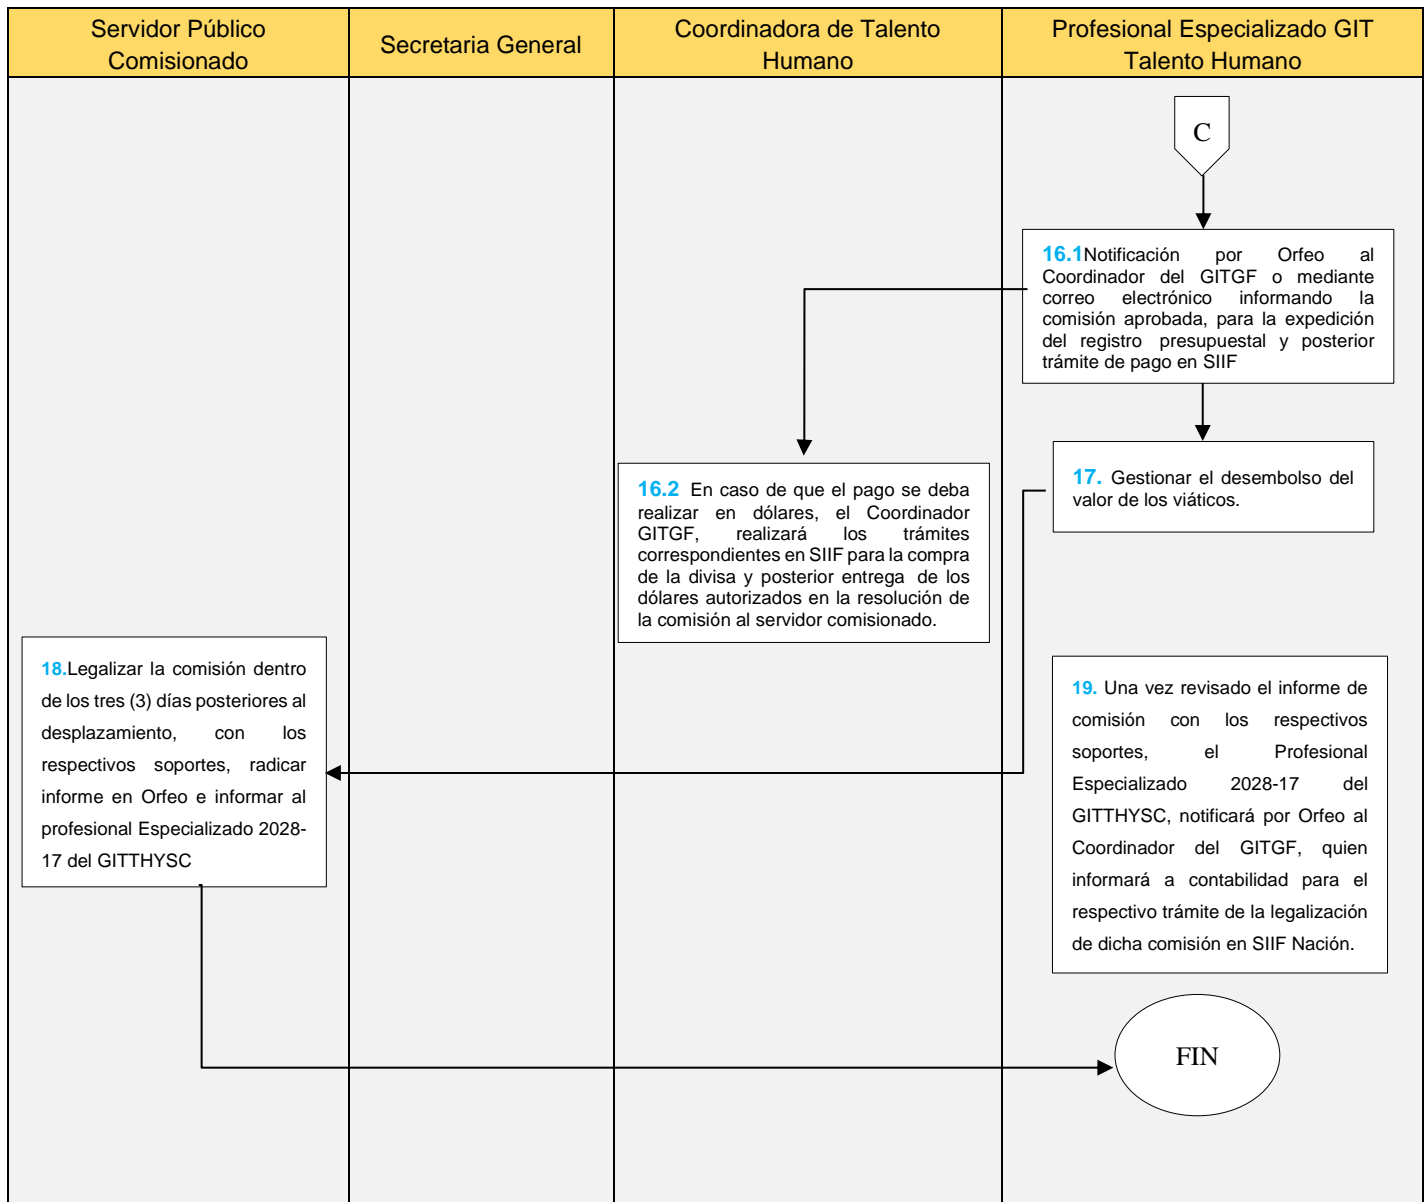 Servidor Público
Comisionado
Secretaria General
Coordinadora de Talento
Humano
Profesional Especializado GIT
Talento Humano
C
16.1Notificación por Orfeo al
Coordinador del GITGF o mediante
correo electrónico informando la
comisión aprobada, para la expedición
del registro presupuestal y posterior
trámite de pago en SIIF
16.2 En caso de que el pago se deba
realizar en dólares, el Coordinador
GITGF, realizará los trámites
correspondientes en SIIF para la compra
de la divisa y posterior entrega de los
dólares autorizados en la resolución de
la comisión al servidor comisionado.
17. Gestionar el desembolso del
valor de los viáticos.
18.Legalizar la comisión dentro
de los tres (3) días posteriores al
desplazamiento, con los
respectivos soportes, radicar
informe en Orfeo e informar al
profesional Especializado 2028-
17 del GITTHYSC
19. Una vez revisado el informe de
comisión con los respectivos
soportes, el Profesional
Especializado 2028-17 del
GITTHYSC, notificará por Orfeo al
Coordinador del GITGF, quien
informará a contabilidad para el
respectivo trámite de la legalización
de dicha comisión en SIIF Nación.
FIN